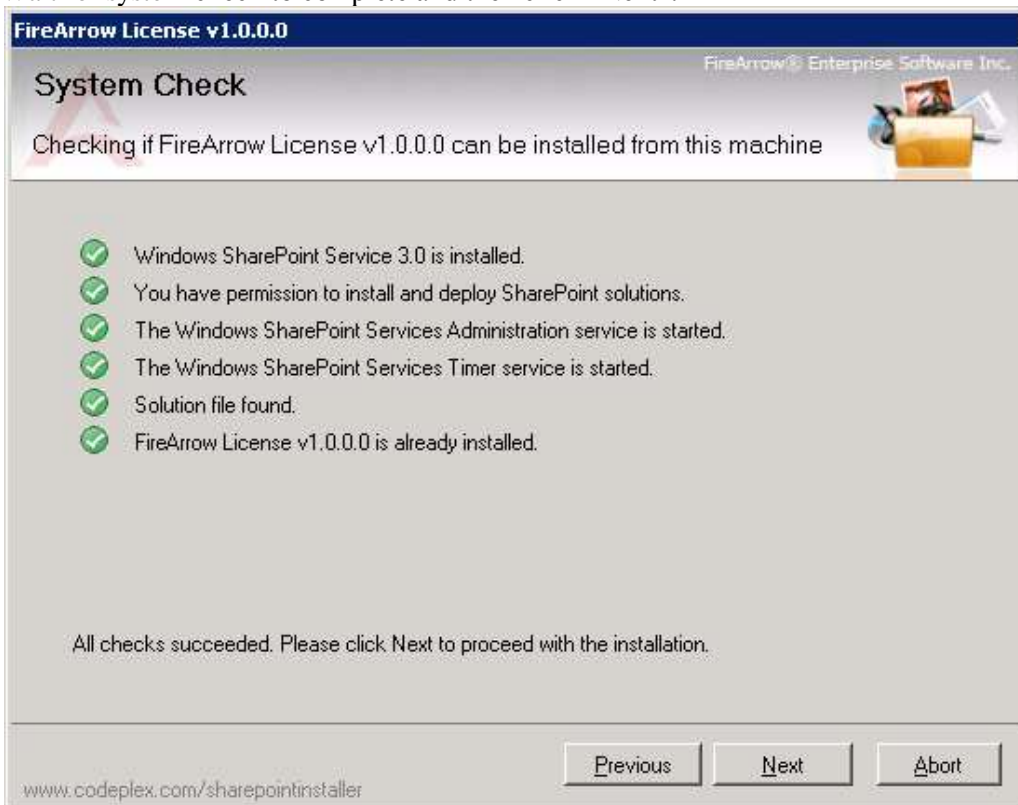 FireArrow License v1.0.0.0
FireArrow® Enterprise Software Inc.
System Check
Checking if FireArrow License v1.0.0.0 can be installed from this machine
Windows SharePoint Service 3.0 is installed.
You have permission to install and deploy SharePoint solutions.
The Windows SharePoint Services Administration service is started.
The Windows SharePoint Services Timer service is started.
Solution file found.
FireArrow License v1.0.0.0 is already installed.
All checks succeeded. Please click Next to proceed with the installation.
Previous
Next
Abort
www.codeplex.com/sharepointinstaller